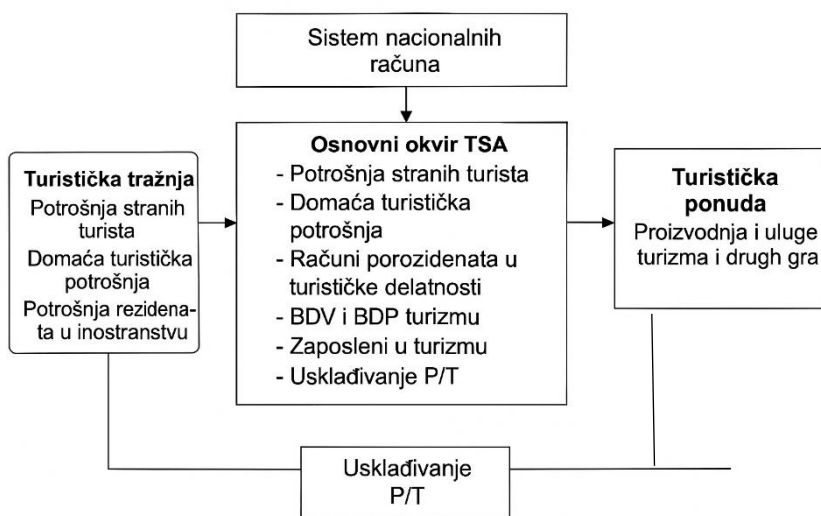 Sistem nacionalnih
računa
Turistička tražnja
Potrošnja stranih
turista
Domaća turistička
potrošnja
Potrošnja rezidena-
ta u inostranstvu
Osnovni okvir TSA
- Potrošnja stranih turista
- Domaća turistička
potrošnja
- Računi porozidenata u
turističke delatnosti
- BDV i BDP turizmu
- Zaposleni u turizmu
- Usklađivanje P/T
Turistička
ponuda
Proizvodnja i uluge
turizma i drugh gra
Usklađivanje
P/T